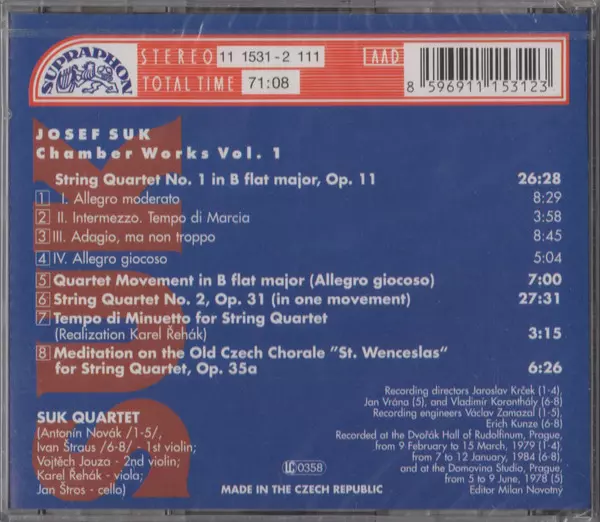 SUPRAPHON
STEREO 11 1531-2 111
TOTAL TIME 71:08
LAAD
8 596911 153123
JOSEF SUK
Chamber Works Vol. 1
String Quartet No. 1 in B flat major, Op. 11 26:28
1 I. Allegro moderato 8:29
2 II. Intermezzo. Tempo di Marcia 3:58
3 III. Adagio, ma non troppo 8:45
4 IV. Allegro giocoso 5:04
5 Quartet Movement in B flat major (Allegro giocoso) 7:00
6 String Quartet No. 2, Op. 31 (in one movement) 27:31
7 Tempo di Minuetto for String Quartet
(Realization Karel Řehák) 3:15
8 Meditation on the Old Czech Chorale "St. Wenceslas"
for String Quartet, Op. 35a 6:26
SUK QUARTET
(Antonín Novák /1-5/,
Ivan Štraus /6-8/ - 1st violin;
Vojtěch Jouza - 2nd violin;
Karel Řehák - viola;
Jan Štros - cello)
Recording directors Jaroslav Krček (1-4),
Jan Vrána (5), and Vladimír Koronthály (6-8)
Recording engineers Václav Zamazal (1-5),
Erich Kunze (6-8)
Recorded at the Dvořák Hall of Rudolfinum, Prague,
from 9 February to 15 March, 1979 (1-4)
from 7 to 12 January, 1984 (6-8)
and at the Domovina Studio, Prague,
from 5 to 9 June, 1978 (5)
Editor Milan Novotný
LC 0358
MADE IN THE CZECH REPUBLIC
SUK